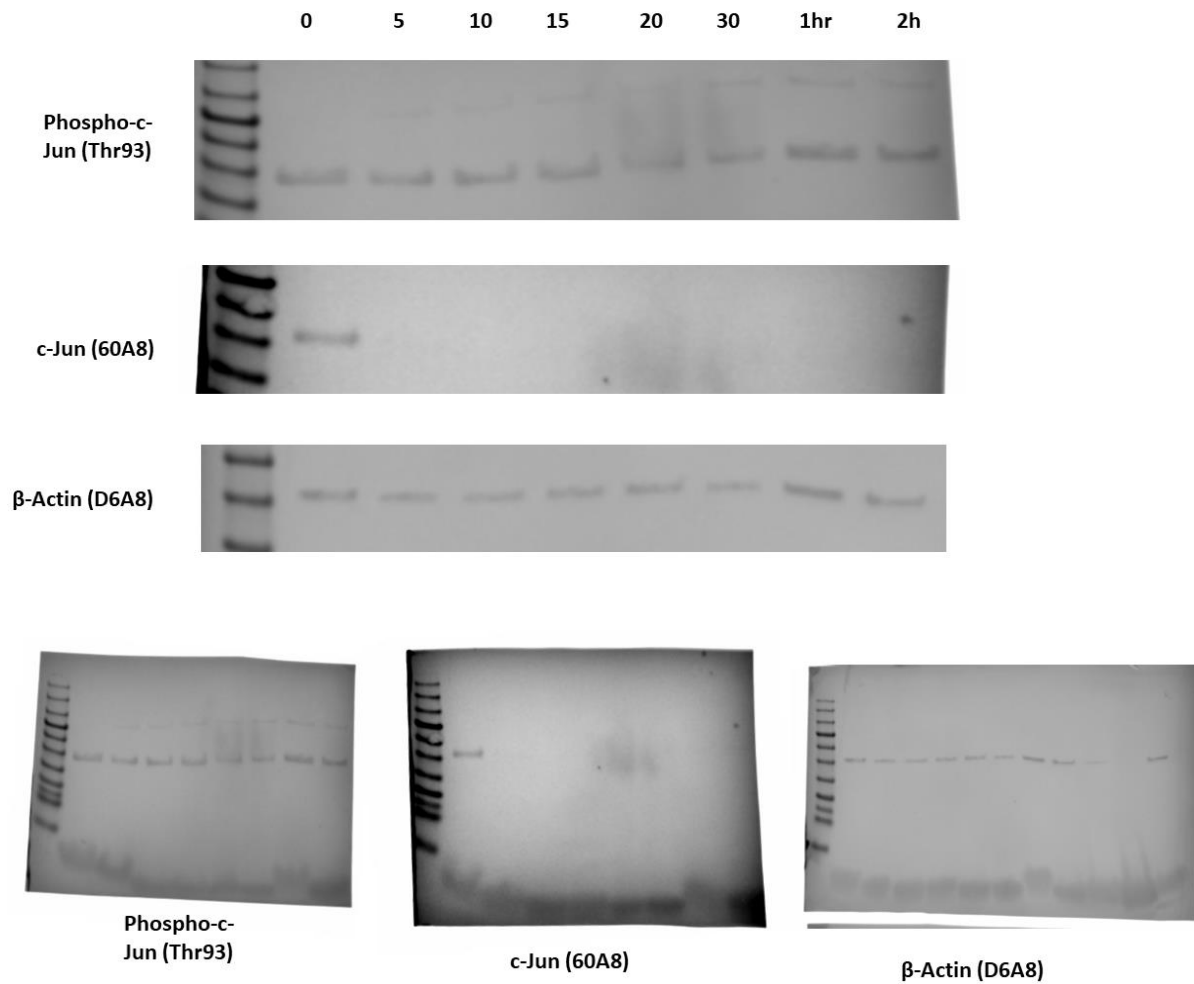 0 5 10 15 20 30 1hr 2h
Phospho-c-
Jun (Thr93)
c-Jun (60A8)
β-Actin (D6A8)
Phospho-c-
Jun (Thr93)
c-Jun (60A8)
β-Actin (D6A8)